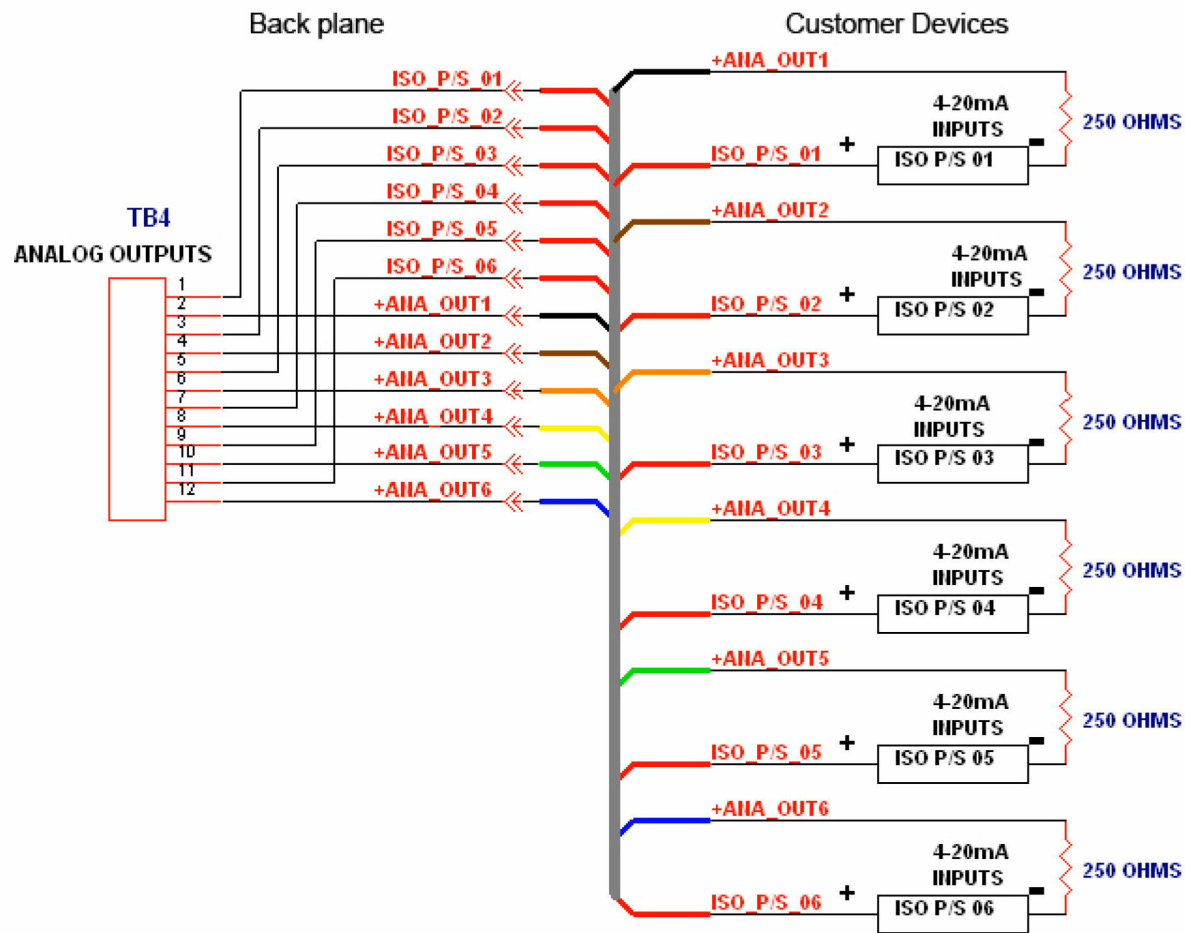 Back plane
Customer Devices
ISO_P/S_01
ISO_P/S_02
ISO_P/S_03
ISO_P/S_04
ISO_P/S_05
ISO_P/S_06
+ANA_OUT1
+ANA_OUT2
+ANA_OUT3
+ANA_OUT4
+ANA_OUT5
+ANA_OUT6
TB4
ANALOG OUTPUTS
1
2
3
4
5
6
7
8
9
10
11
12
+ANA_OUT1
4-20mA
INPUTS
250 OHMS
ISO_P/S_01
+
ISO P/S 01
-
+ANA_OUT2
4-20mA
INPUTS
250 OHMS
ISO_P/S_02
+
ISO P/S 02
-
+ANA_OUT3
4-20mA
INPUTS
250 OHMS
ISO_P/S_03
+
ISO P/S 03
-
+ANA_OUT4
4-20mA
INPUTS
250 OHMS
ISO_P/S_04
+
ISO P/S 04
-
+ANA_OUT5
4-20mA
INPUTS
250 OHMS
ISO_P/S_05
+
ISO P/S 05
-
+ANA_OUT6
4-20mA
INPUTS
250 OHMS
ISO_P/S_06
+
ISO P/S 06
-